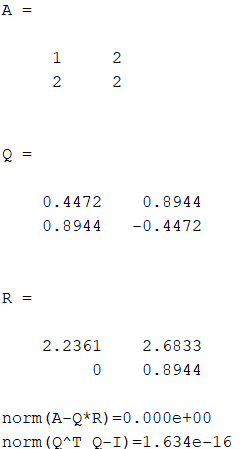 A =
1 2
2 2
Q =
0.4472 0.8944
0.8944 -0.4472
R =
2.2361 2.6833
0 0.8944
norm(A-Q*R)=0.000e+00
norm(Q^T Q-I)=1.634e-16